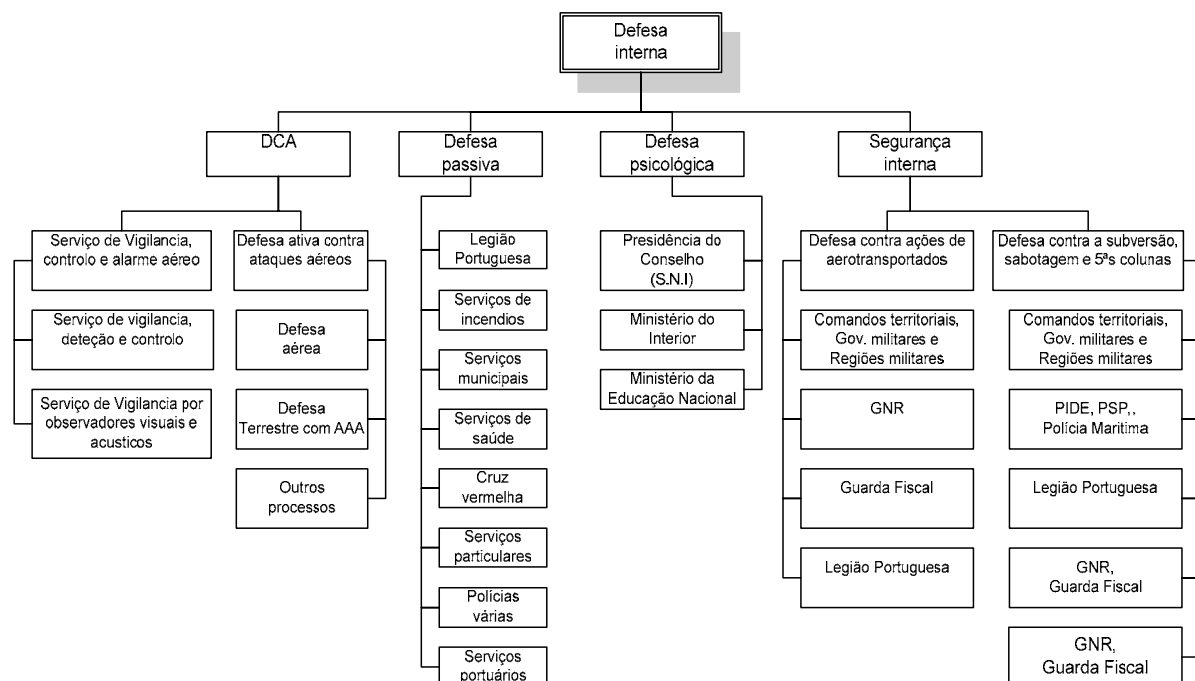 Defesa
interna
DCA
Defesa
passiva
Defesa
psicológica
Segurança
interna
Serviço de Vigilancia,
controlo e alarme aéreo
Serviço de vigilancia,
deteção e controlo
Serviço de Vigilancia por
observadores visuais e
acusticos
Defesa ativa contra
ataques aéreos
Defesa
aérea
Defesa
Terrestre com AAA
Outros
processos
Legião
Portuguesa
Serviços de
incendios
Serviços
municipais
Serviços de
saúde
Cruz
vermelha
Serviços
particulares
Polícias
várias
Serviços
portuários
Presidência do
Conselho
(S.N.I)
Ministério do
Interior
Ministério da
Educação Nacional
Defesa contra ações de
aerotransportados
Comandos territoriais,
Gov. militares e
Regiões militares
GNR
Guarda Fiscal
Legião Portuguesa
Defesa contra a subversão,
sabotagem e 5ªs colunas
Comandos territoriais,
Gov. militares e
Regiões militares
PIDE, PSP,,
Polícia Maritima
Legião Portuguesa
GNR,
Guarda Fiscal
GNR,
Guarda Fiscal